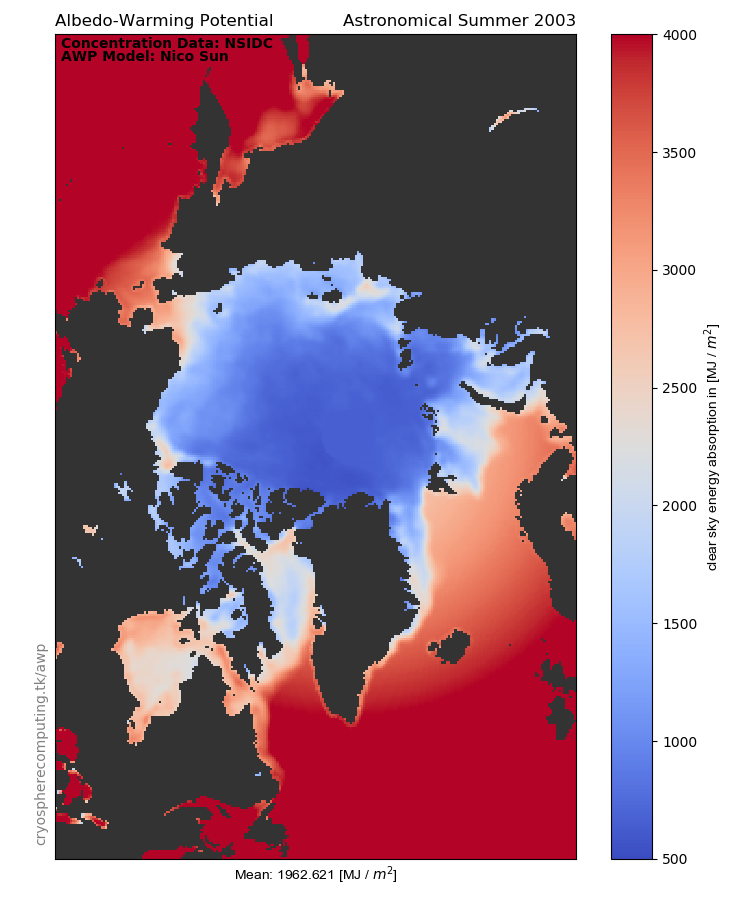 Albedo-Warming Potential Astronomical Summer 2003
Concentration Data: NSIDC
AWP Model: Nico Sun
4000
3500
3000
2500
2000
1500
1000
500
clear sky energy absorption in [MJ / m²]
cryospherecomputing.tk/awp
Mean: 1962.621 [MJ / m²]